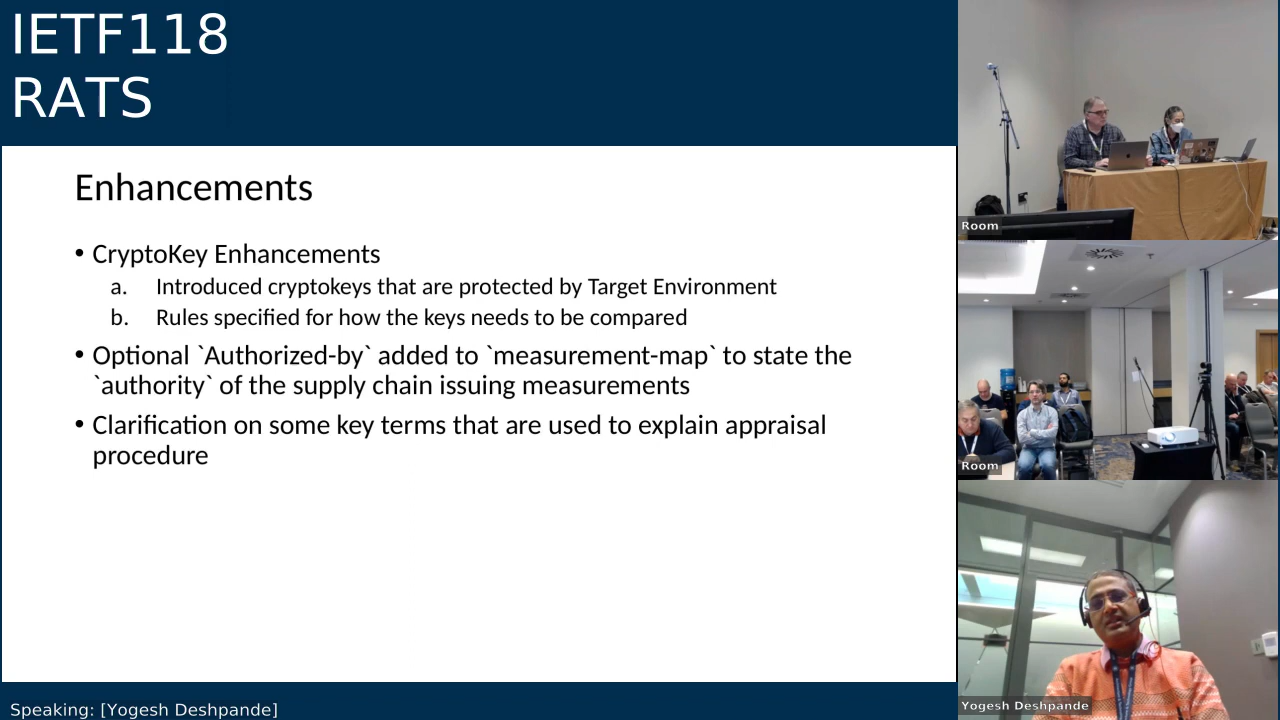 IETF118
RATS
Enhancements
• CryptoKey Enhancements
a. Introduced cryptokeys that are protected by Target Environment
b. Rules specified for how the keys needs to be compared
• Optional `Authorized-by` added to `measurement-map` to state the
`authority` of the supply chain issuing measurements
• Clarification on some key terms that are used to explain appraisal
procedure
Speaking: [Yogesh Deshpande]
Room
Room
Yogesh Deshpande